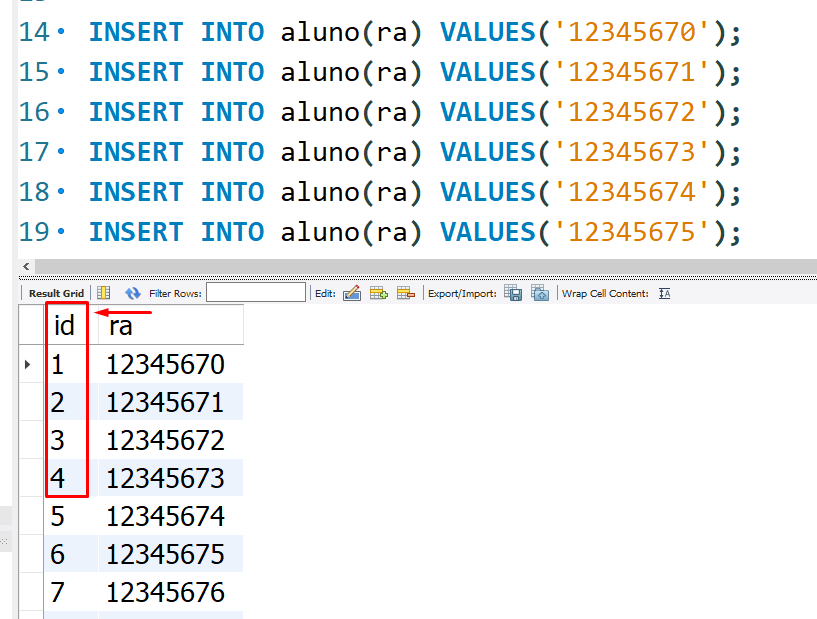 14 INSERT INTO aluno(ra) VALUES('12345670');
15 INSERT INTO aluno(ra) VALUES('12345671');
16 INSERT INTO aluno(ra) VALUES('12345672');
17 INSERT INTO aluno(ra) VALUES('12345673');
18 INSERT INTO aluno(ra) VALUES('12345674');
19 INSERT INTO aluno(ra) VALUES('12345675');
Result Grid Filter Rows: Edit: Export/Import: Wrap Cell Content: IA
id ra
1 12345670
2 12345671
3 12345672
4 12345673
5 12345674
6 12345675
7 12345676